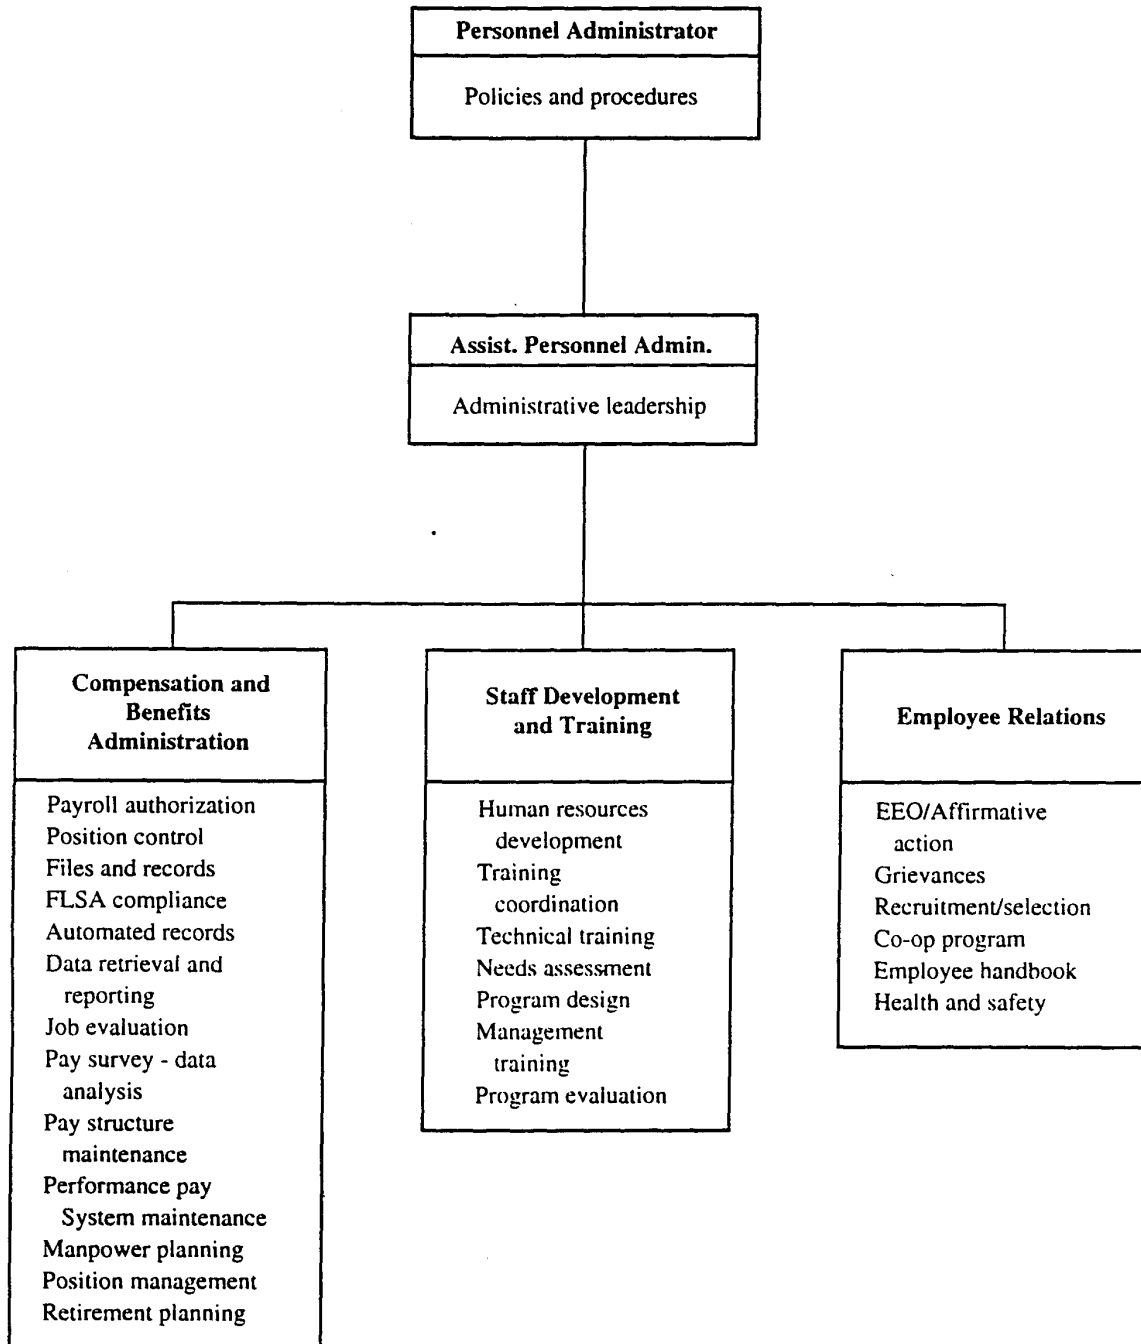 Personnel Administrator
Policies and procedures
Assist. Personnel Admin.
Administrative leadership
Compensation and
Benefits
Administration
Payroll authorization
Position control
Files and records
FLSA compliance
Automated records
Data retrieval and
reporting
Job evaluation
Pay survey - data
analysis
Pay structure
maintenance
Performance pay
System maintenance
Manpower planning
Position management
Retirement planning
Staff Development
and Training
Human resources
development
Training
coordination
Technical training
Needs assessment
Program design
Management
training
Program evaluation
Employee Relations
EEO/Affirmative
action
Grievances
Recruitment/selection
Co-op program
Employee handbook
Health and safety